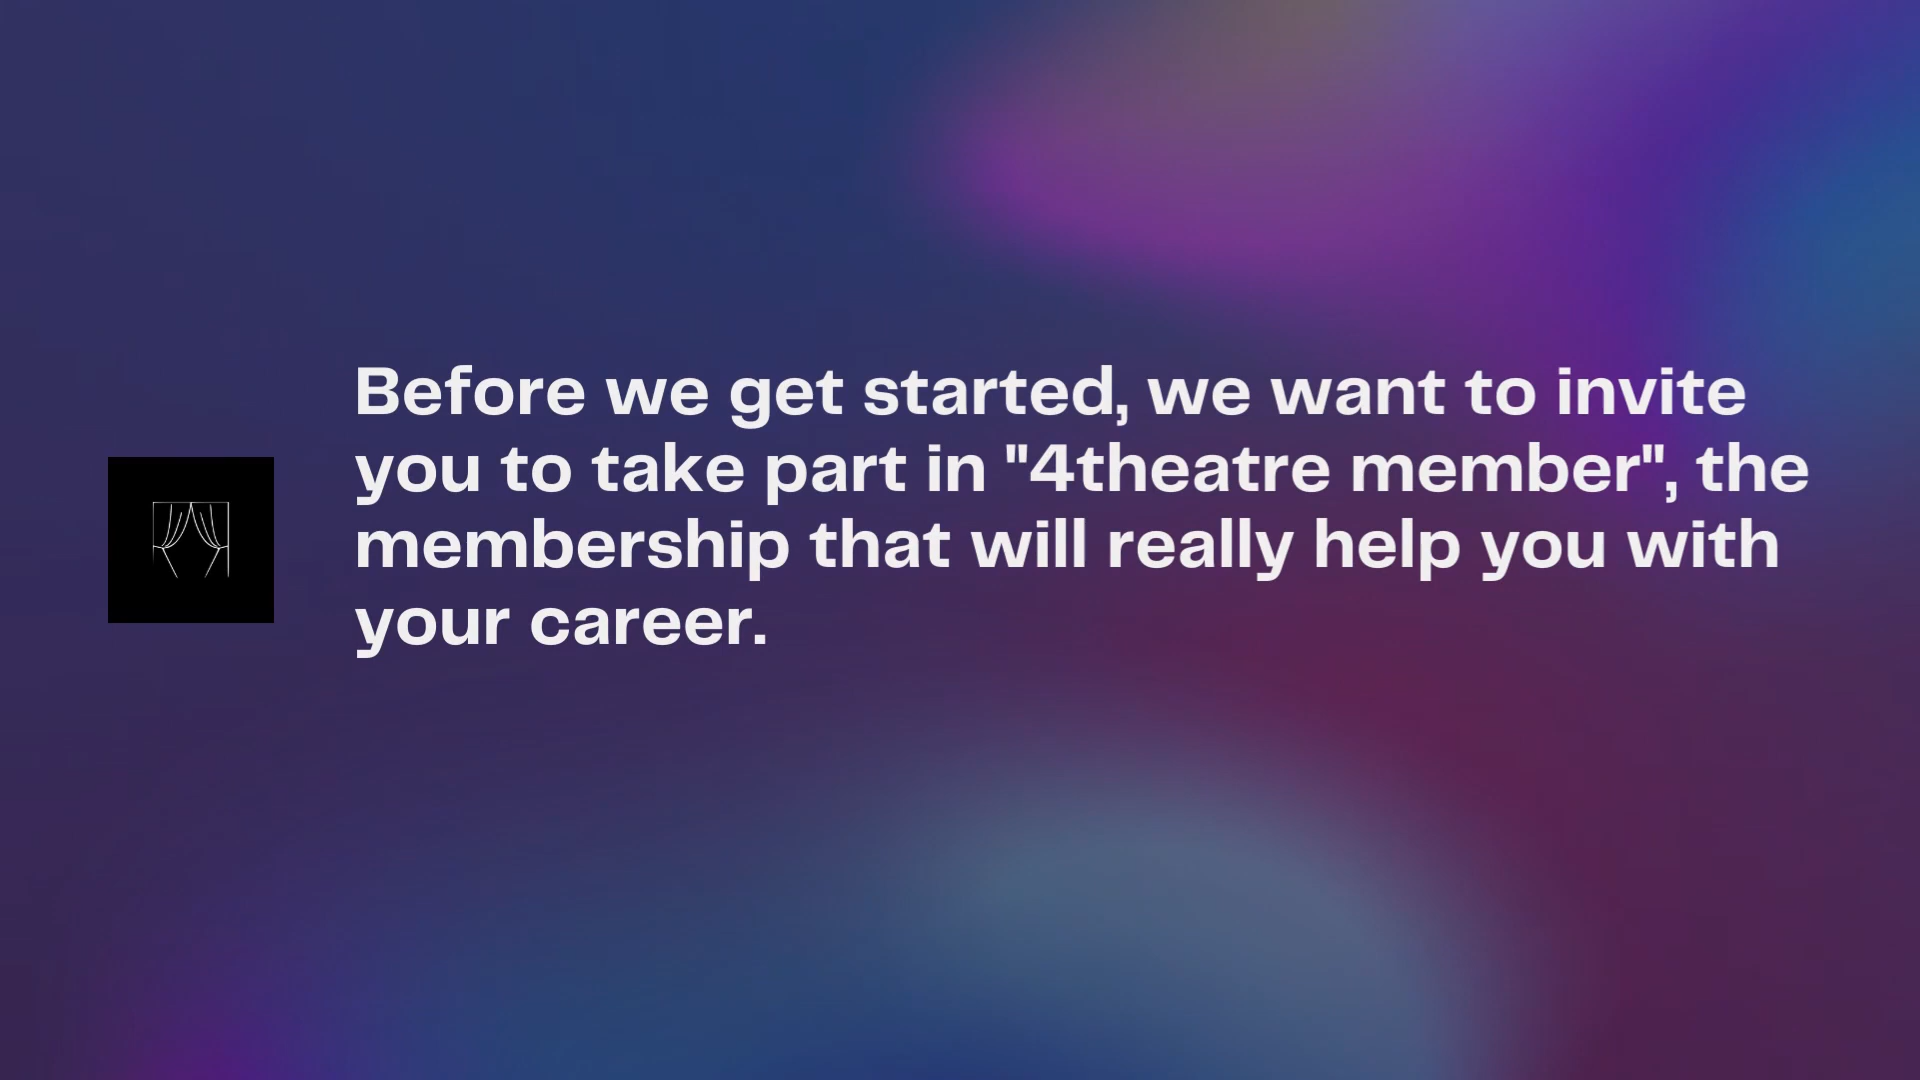 Before we get started, we want to invite
you to take part in "4theatre member", the
membership that will really help you with
your career.